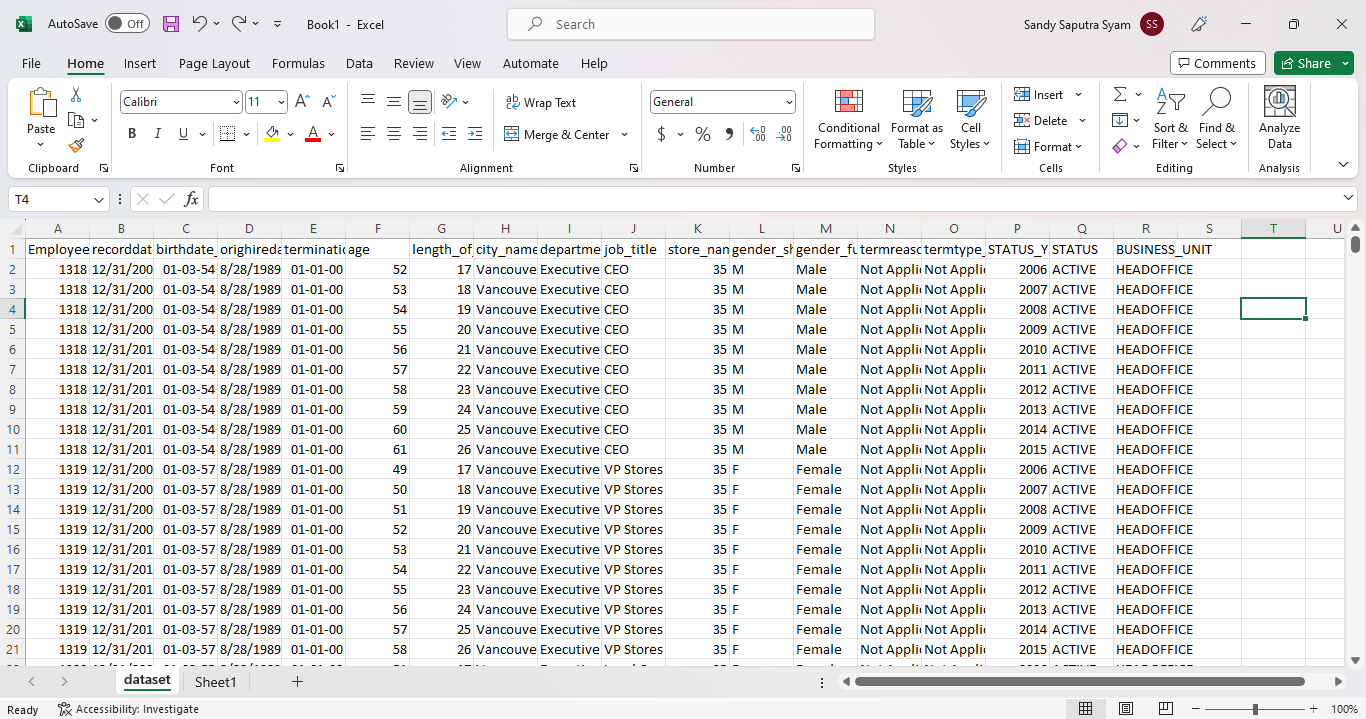 AutoSave Off Book1 - Excel Search Sandy Saputra Syam SS
File Home Insert Page Layout Formulas Data Review View Automate Help Comments Share
Paste Calibri 11 Wrap Text General Conditional Formatting Format as Table Cell Styles Insert Sort & Filter Find & Select Analyze Data
B I U Merge & Center $ % Delete Format
Clipboard Font Alignment Number Styles Cells Editing Analysis
T4 fx
A B C D E F G H I J K L M N O P Q R S T U
1 Employee recorddat birthdate_ orighireda terminatio age length_of_ city_name departme job_title store_nam gender_sh gender_fu termreaso termtype_ STATUS_Y STATUS BUSINESS_UNIT
2 1318 12/31/200 01-03-54 8/28/1989 01-01-00 52 17 Vancouve Executive CEO 35 M Male Not Appli Not Appli 2006 ACTIVE HEADOFFICE
3 1318 12/31/200 01-03-54 8/28/1989 01-01-00 53 18 Vancouve Executive CEO 35 M Male Not Appli Not Appli 2007 ACTIVE HEADOFFICE
4 1318 12/31/200 01-03-54 8/28/1989 01-01-00 54 19 Vancouve Executive CEO 35 M Male Not Appli Not Appli 2008 ACTIVE HEADOFFICE
5 1318 12/31/200 01-03-54 8/28/1989 01-01-00 55 20 Vancouve Executive CEO 35 M Male Not Appli Not Appli 2009 ACTIVE HEADOFFICE
6 1318 12/31/201 01-03-54 8/28/1989 01-01-00 56 21 Vancouve Executive CEO 35 M Male Not Appli Not Appli 2010 ACTIVE HEADOFFICE
7 1318 12/31/201 01-03-54 8/28/1989 01-01-00 57 22 Vancouve Executive CEO 35 M Male Not Appli Not Appli 2011 ACTIVE HEADOFFICE
8 1318 12/31/201 01-03-54 8/28/1989 01-01-00 58 23 Vancouve Executive CEO 35 M Male Not Appli Not Appli 2012 ACTIVE HEADOFFICE
9 1318 12/31/201 01-03-54 8/28/1989 01-01-00 59 24 Vancouve Executive CEO 35 M Male Not Appli Not Appli 2013 ACTIVE HEADOFFICE
10 1318 12/31/201 01-03-54 8/28/1989 01-01-00 60 25 Vancouve Executive CEO 35 M Male Not Appli Not Appli 2014 ACTIVE HEADOFFICE
11 1318 12/31/201 01-03-54 8/28/1989 01-01-00 61 26 Vancouve Executive CEO 35 M Male Not Appli Not Appli 2015 ACTIVE HEADOFFICE
12 1319 12/31/200 01-03-57 8/28/1989 01-01-00 49 17 Vancouve Executive VP Stores 35 F Female Not Appli Not Appli 2006 ACTIVE HEADOFFICE
13 1319 12/31/200 01-03-57 8/28/1989 01-01-00 50 18 Vancouve Executive VP Stores 35 F Female Not Appli Not Appli 2007 ACTIVE HEADOFFICE
14 1319 12/31/200 01-03-57 8/28/1989 01-01-00 51 19 Vancouve Executive VP Stores 35 F Female Not Appli Not Appli 2008 ACTIVE HEADOFFICE
15 1319 12/31/200 01-03-57 8/28/1989 01-01-00 52 20 Vancouve Executive VP Stores 35 F Female Not Appli Not Appli 2009 ACTIVE HEADOFFICE
16 1319 12/31/201 01-03-57 8/28/1989 01-01-00 53 21 Vancouve Executive VP Stores 35 F Female Not Appli Not Appli 2010 ACTIVE HEADOFFICE
17 1319 12/31/201 01-03-57 8/28/1989 01-01-00 54 22 Vancouve Executive VP Stores 35 F Female Not Appli Not Appli 2011 ACTIVE HEADOFFICE
18 1319 12/31/201 01-03-57 8/28/1989 01-01-00 55 23 Vancouve Executive VP Stores 35 F Female Not Appli Not Appli 2012 ACTIVE HEADOFFICE
19 1319 12/31/201 01-03-57 8/28/1989 01-01-00 56 24 Vancouve Executive VP Stores 35 F Female Not Appli Not Appli 2013 ACTIVE HEADOFFICE
20 1319 12/31/201 01-03-57 8/28/1989 01-01-00 57 25 Vancouve Executive VP Stores 35 F Female Not Appli Not Appli 2014 ACTIVE HEADOFFICE
21 1319 12/31/201 01-03-57 8/28/1989 01-01-00 58 26 Vancouve Executive VP Stores 35 F Female Not Appli Not Appli 2015 ACTIVE HEADOFFICE
dataset Sheet1
Ready Accessibility: Investigate 100%